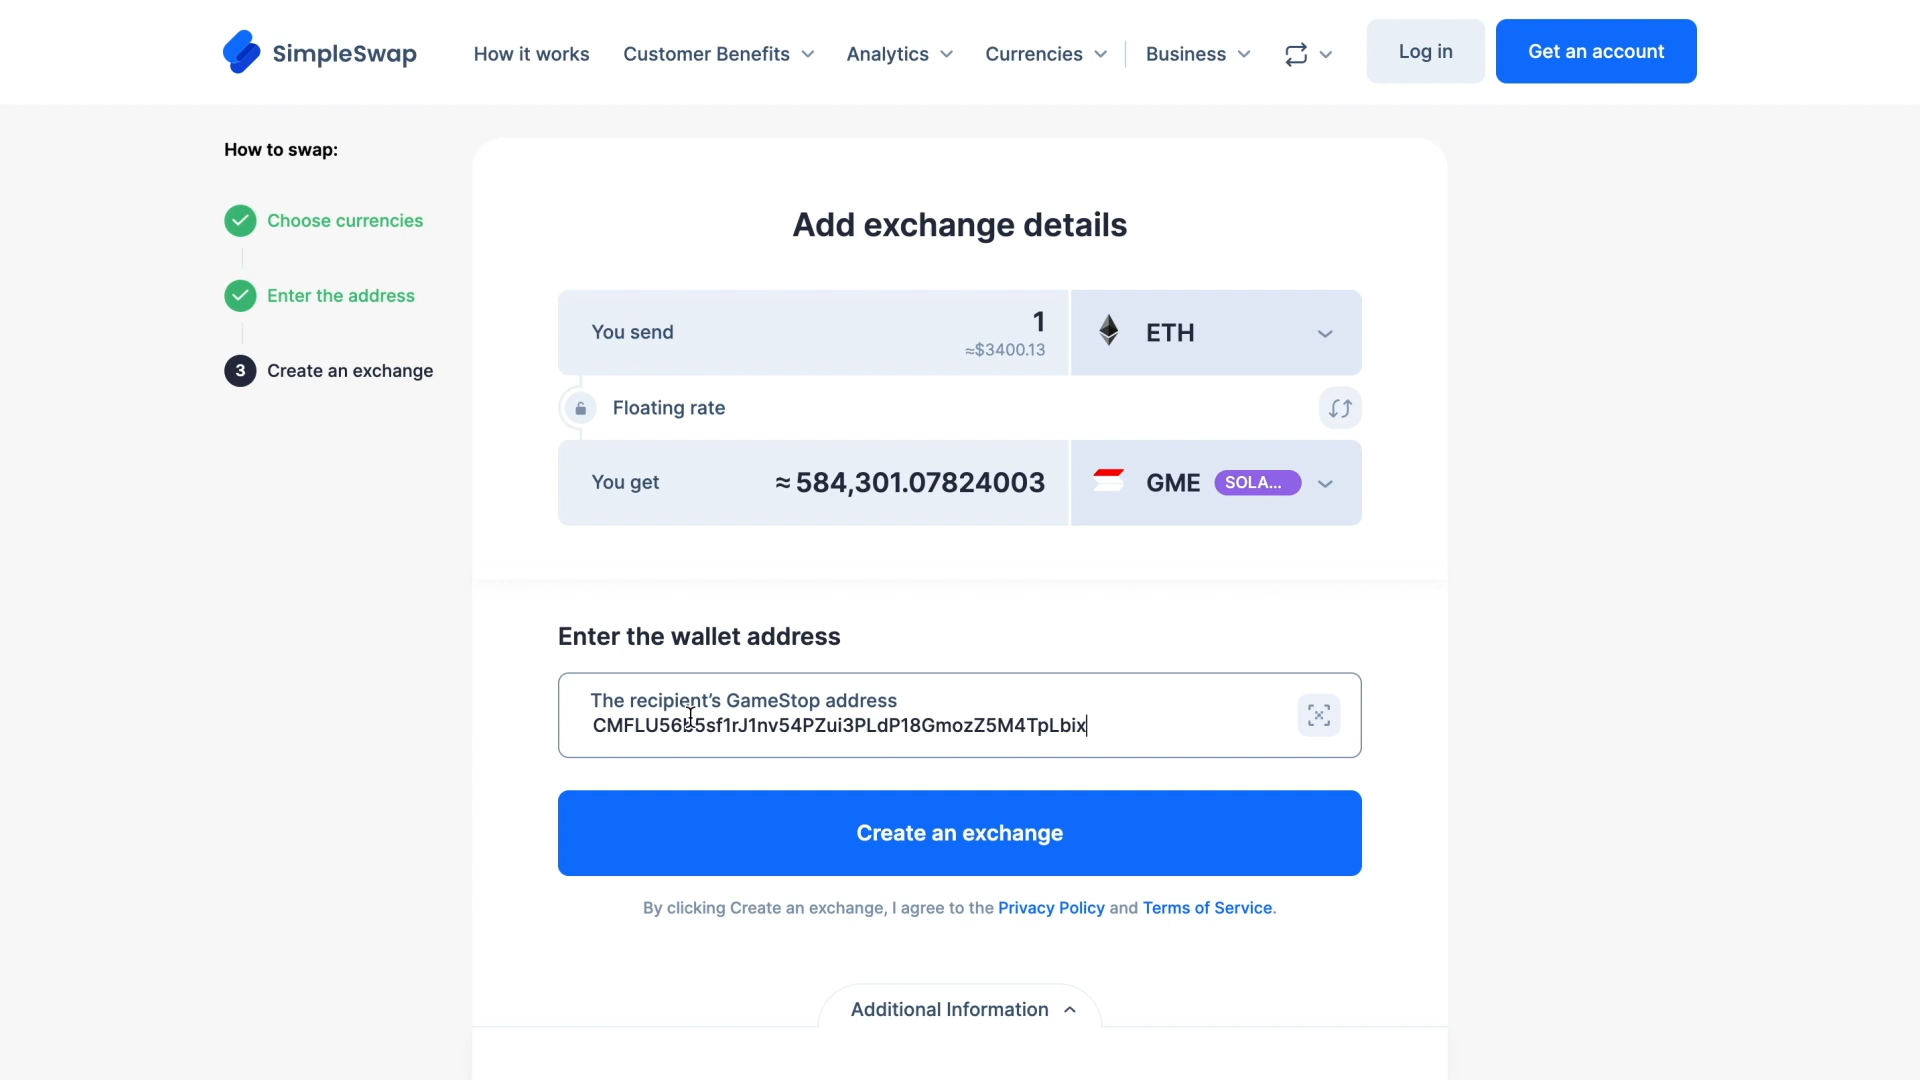 SimpleSwap
How it works
Customer Benefits
Analytics
Currencies
Business
Log in
Get an account
How to swap:
Choose currencies
Enter the address
3 Create an exchange
Add exchange details
You send
1
≈$3400.13
ETH
Floating rate
You get
≈ 584,301.07824003
GME
SOLA...
Enter the wallet address
The recipient's GameStop address
Create an exchange
By clicking Create an exchange, I agree to the Privacy Policy and Terms of Service.
Additional Information